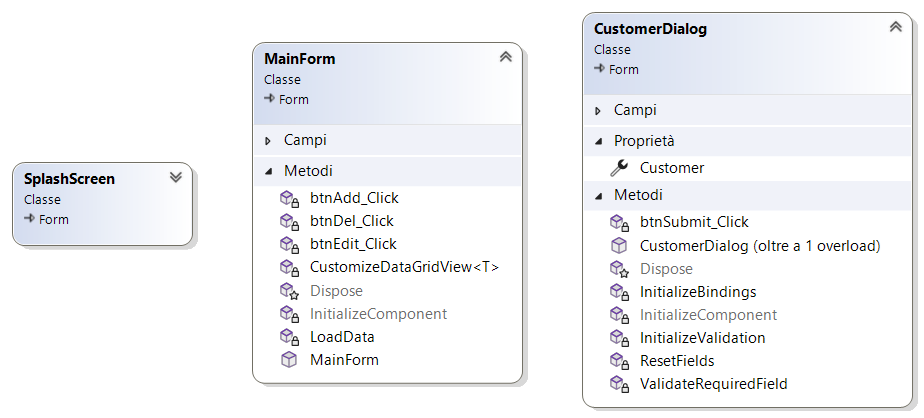 SplashScreen
Classe
Form
MainForm
Classe
Form
Campi
Metodi
btnAdd_Click
btnDel_Click
btnEdit_Click
CustomizeDataGridView<T>
Dispose
InitializeComponent
LoadData
MainForm
CustomerDialog
Classe
Form
Campi
Proprietà
Customer
Metodi
btnSubmit_Click
CustomerDialog (oltre a 1 overload)
Dispose
InitializeBindings
InitializeComponent
InitializeValidation
ResetFields
ValidateRequiredField